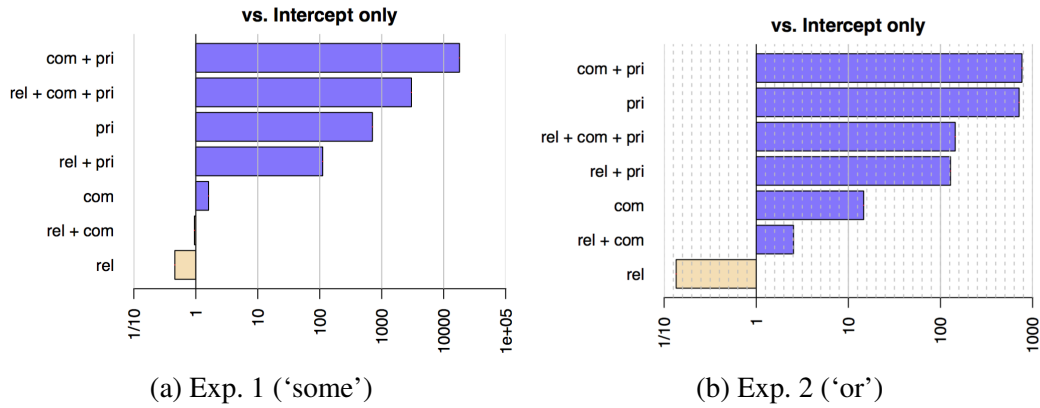 vs. Intercept only
com + pri
rel + com + pri
pri
rel + pri
com
rel + com
rel
1/10
1
10
100
1000
10000
1e+05
(a) Exp. 1 (‘some’)
vs. Intercept only
com + pri
pri
rel + com + pri
rel + pri
com
rel + com
rel
1/10
1
10
100
1000
(b) Exp. 2 (‘or’)